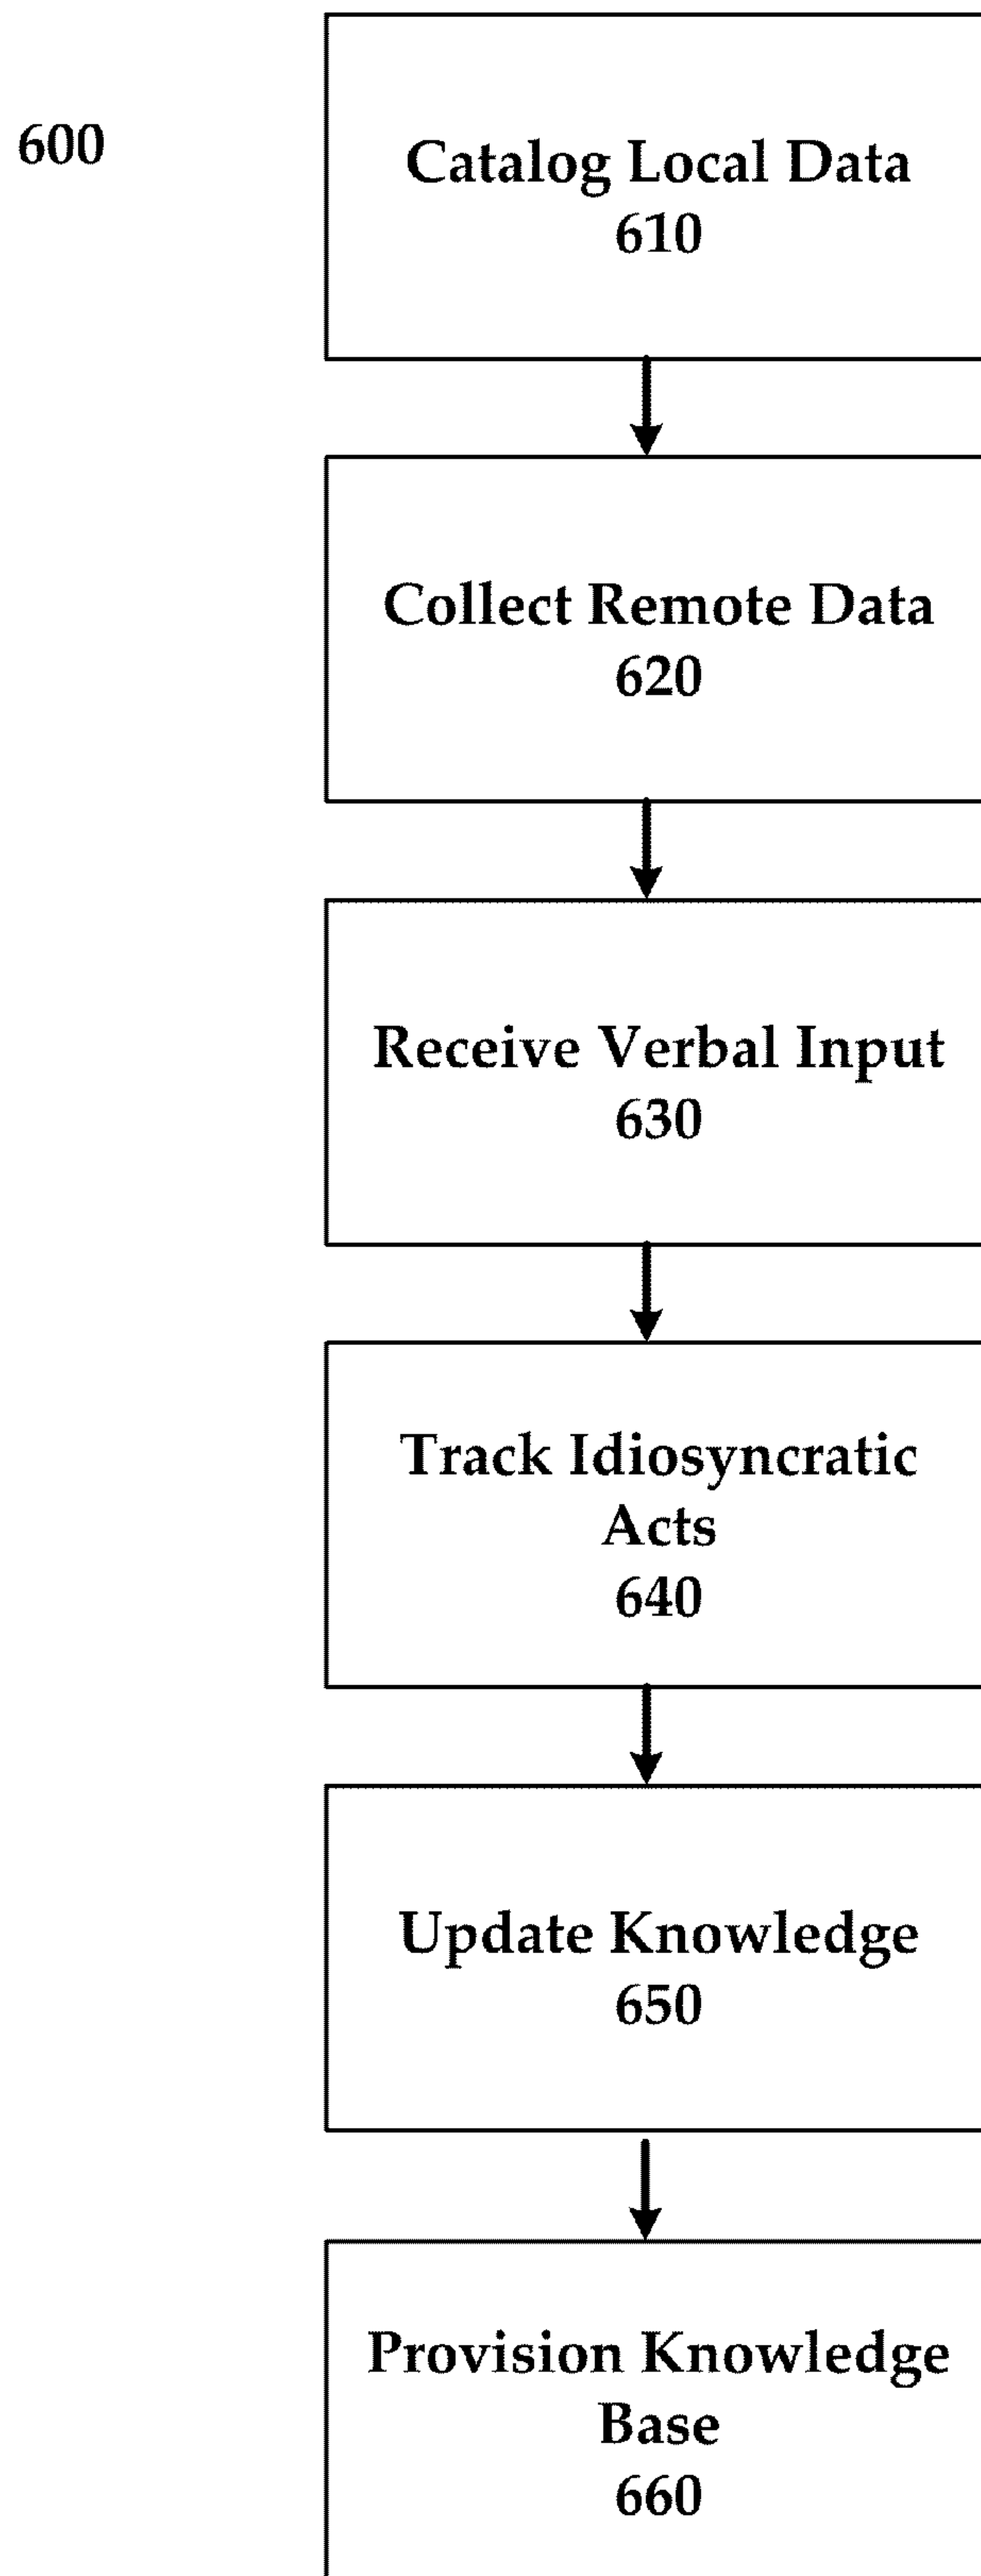 600
Catalog Local Data
610
Collect Remote Data
620
Receive Verbal Input
630
Track Idiosyncratic
Acts
640
Update Knowledge
650
Provision Knowledge
Base
660